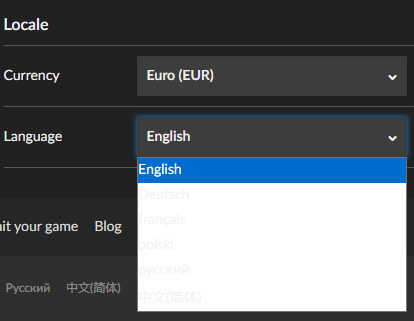 Locale
Currency Euro (EUR)
Language English
English
Deutsch
français
polski
русский
中文(简体)
it your game Blog
Русский 中文(简体)